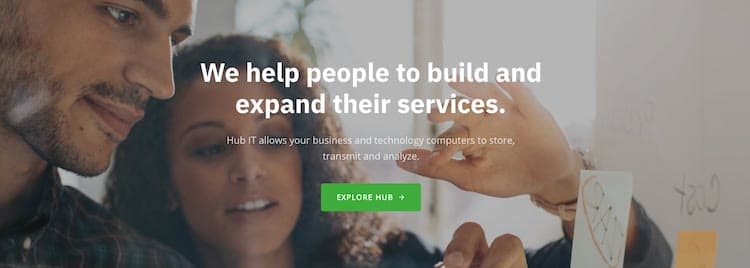 We help people to build and
expand their services.
Hub IT allows your business and technology computers to store,
transmit and analyze.
EXPLORE HUB →